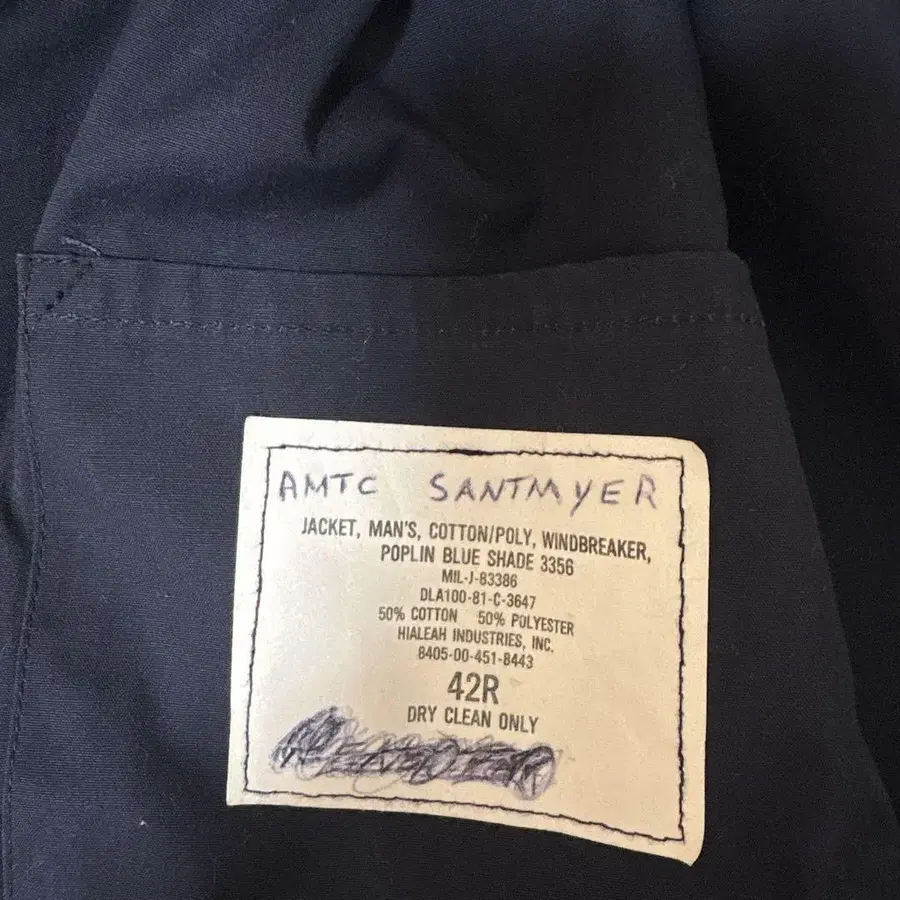 AMTC SANTMYER
JACKET, MAN'S, COTTON/POLY, WINDBREAKER,
POPLIN BLUE SHADE 3356
MIL-J-83386
DLA100-81-C-3647
50% COTTON 50% POLYESTER
HIALEAH INDUSTRIES, INC.
8405-00-451-8443
42R
DRY CLEAN ONLY